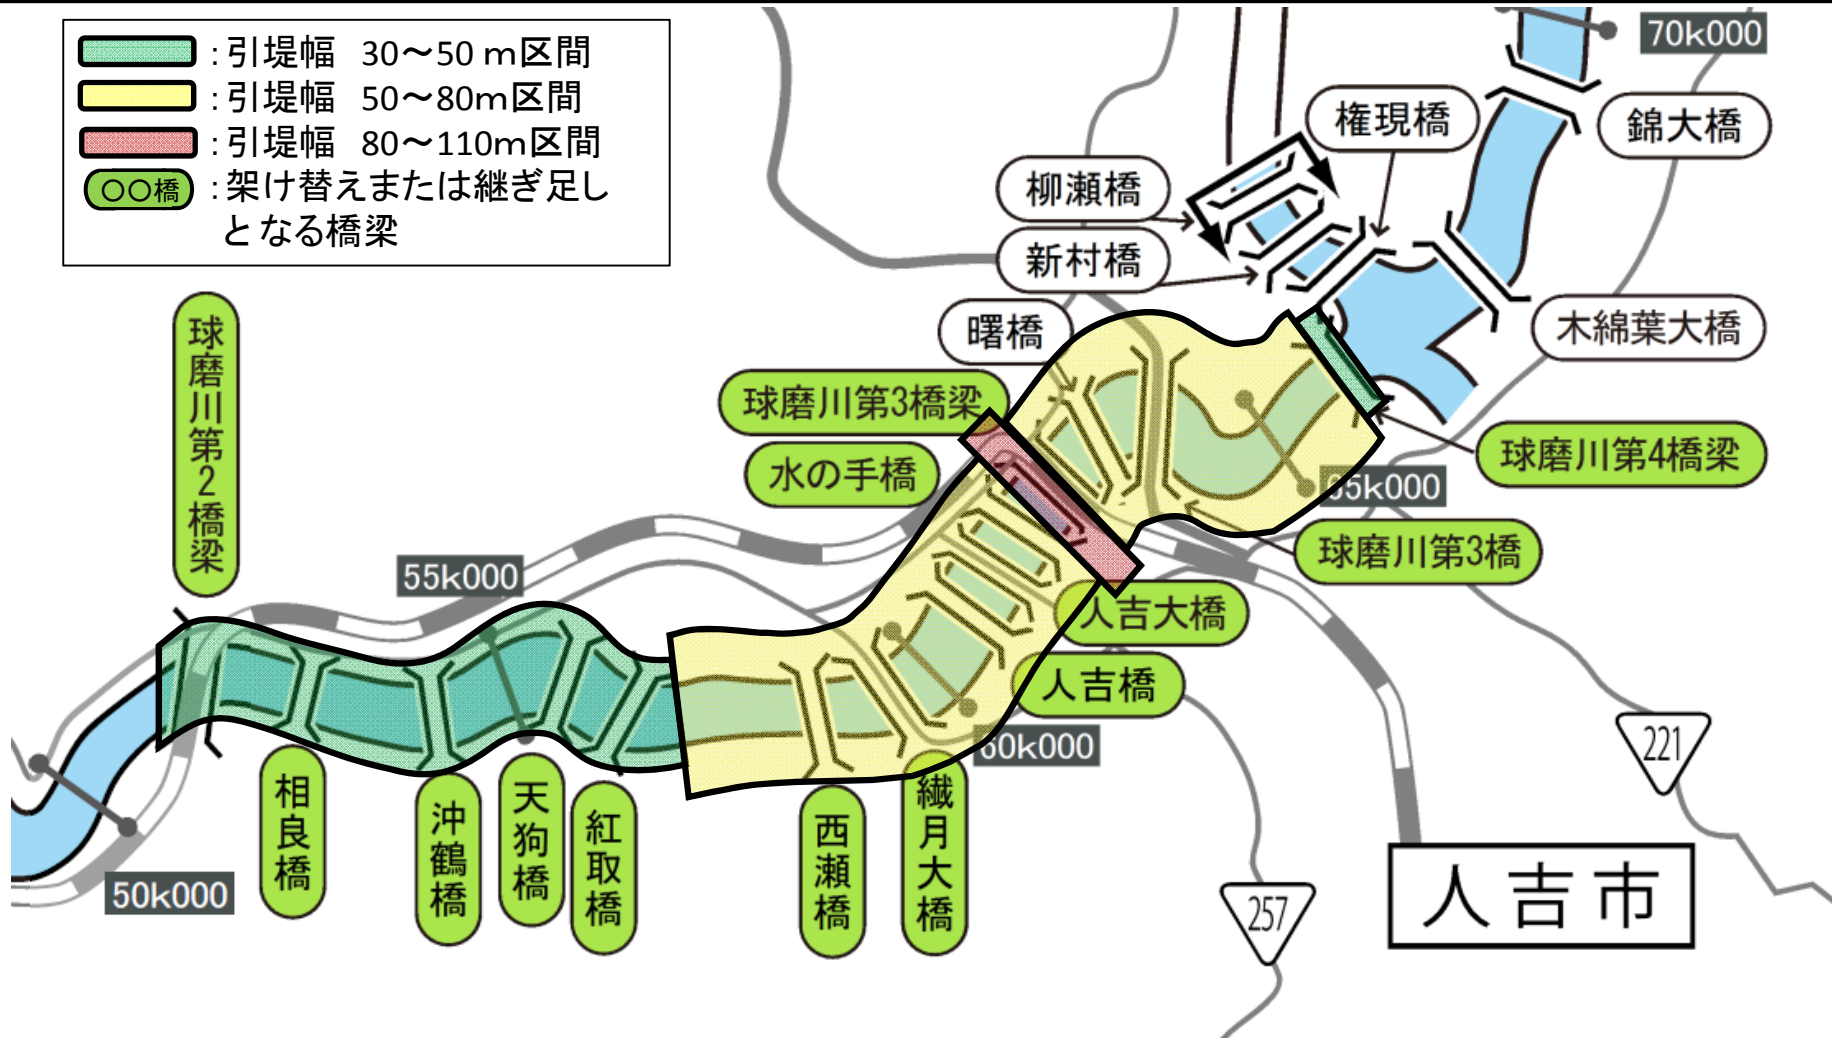 ：引堤幅　30～50ｍ区間
：引堤幅　50～80m区間
：引堤幅　80～110m区間
○○橋：架け替えまたは継ぎ足し
となる橋梁
70k000
錦大橋
権現橋
柳瀬橋
新村橋
曙橋
木綿葉大橋
球磨川第2橋梁
球磨川第3橋梁
水の手橋
球磨川第4橋梁
65k000
球磨川第3橋
55k000
人吉大橋
人吉橋
60k000
50k000
相良橋
沖鶴橋
天狗橋
紅取橋
西瀬橋
繊月大橋
221
257
人吉市